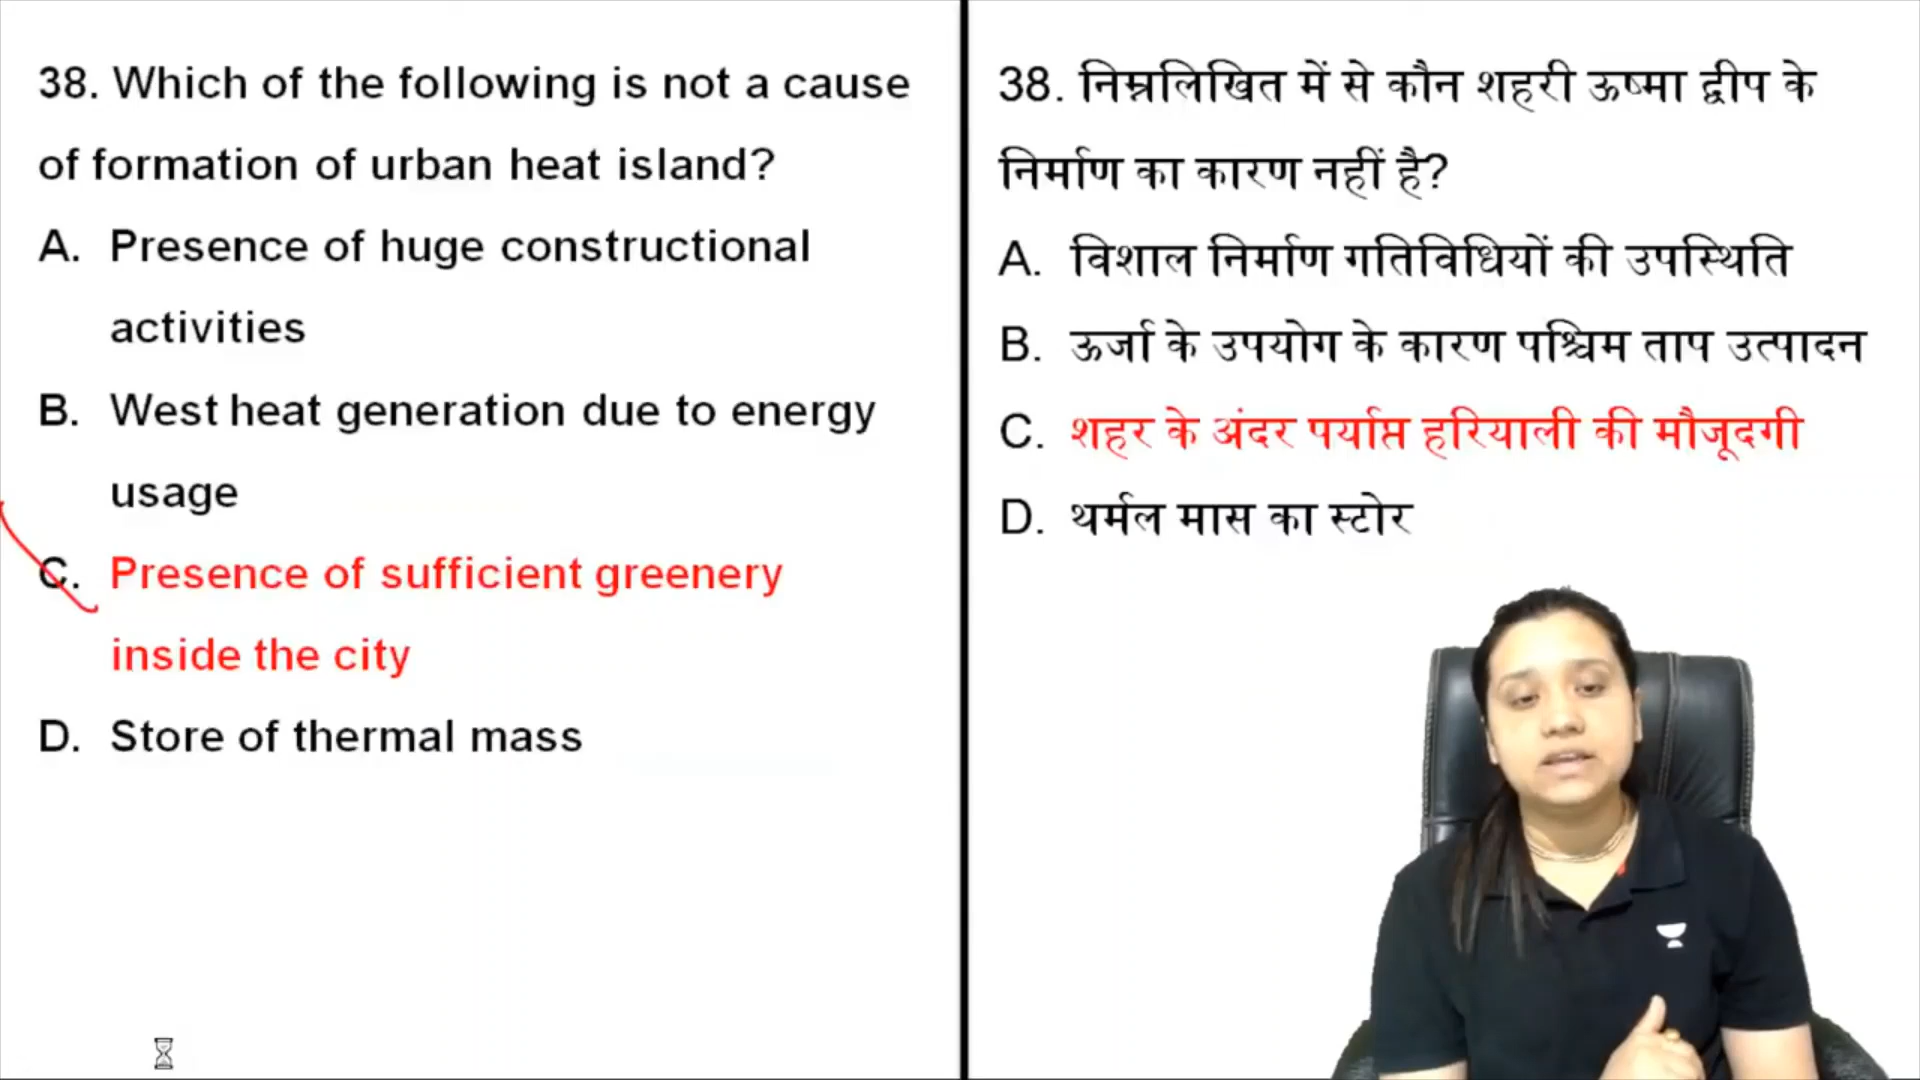 38. Which of the following is not a cause
of formation of urban heat island?
A. Presence of huge constructional
activities
B. West heat generation due to energy
usage
C. Presence of sufficient greenery
inside the city
D. Store of thermal mass
38. निम्नलिखित में से कौन शहरी ऊष्मा द्वीप के
निर्माण का कारण नहीं है?
A. विशाल निर्माण गतिविधियों की उपस्थिति
B. ऊर्जा के उपयोग के कारण पश्चिम ताप उत्पादन
C. शहर के अंदर पर्याप्त हरियाली की मौजूदगी
D. थर्मल मास का स्टोर